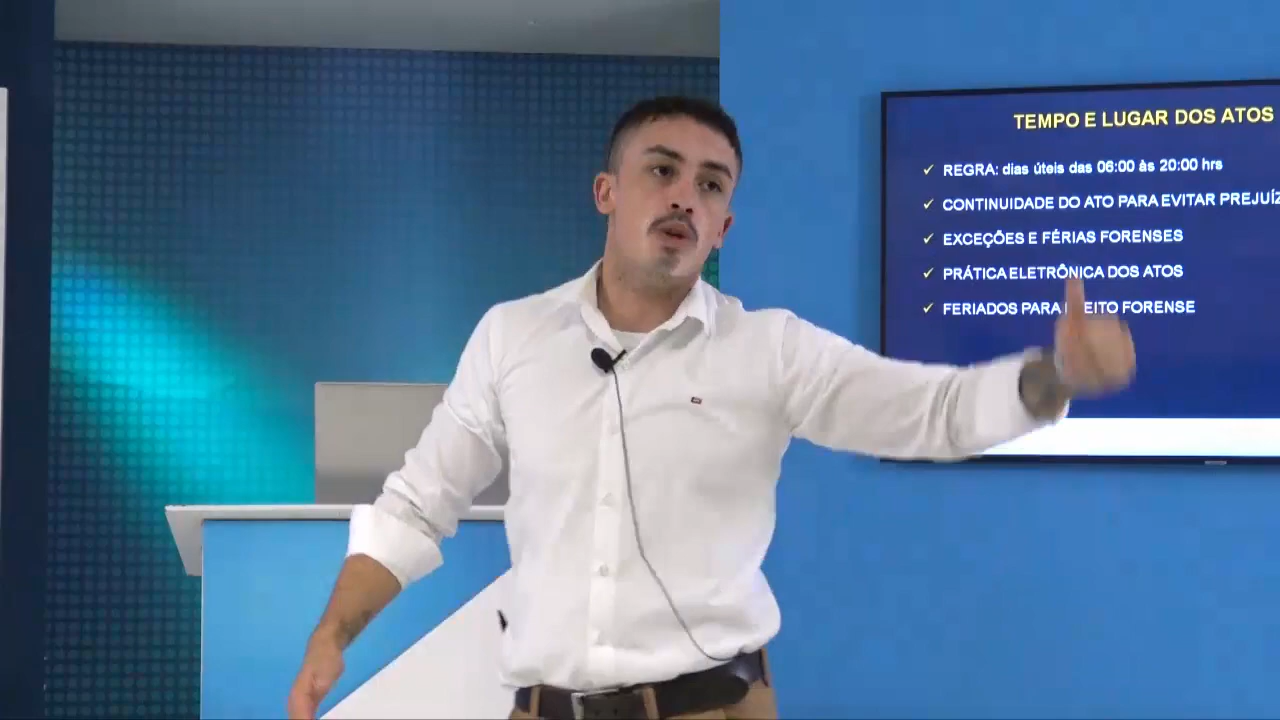 TEMPO E LUGAR DOS ATOS
✓ REGRA: dias úteis das 06:00 às 20:00 hrs
✓ CONTINUIDADE DO ATO PARA EVITAR
✓ EXCEÇÕES E FÉRIAS FORENSES
✓ PRÁTICA ELETRÔNICA DOS ATOS
✓ FERIADOS PARA EFEITO FORENSE